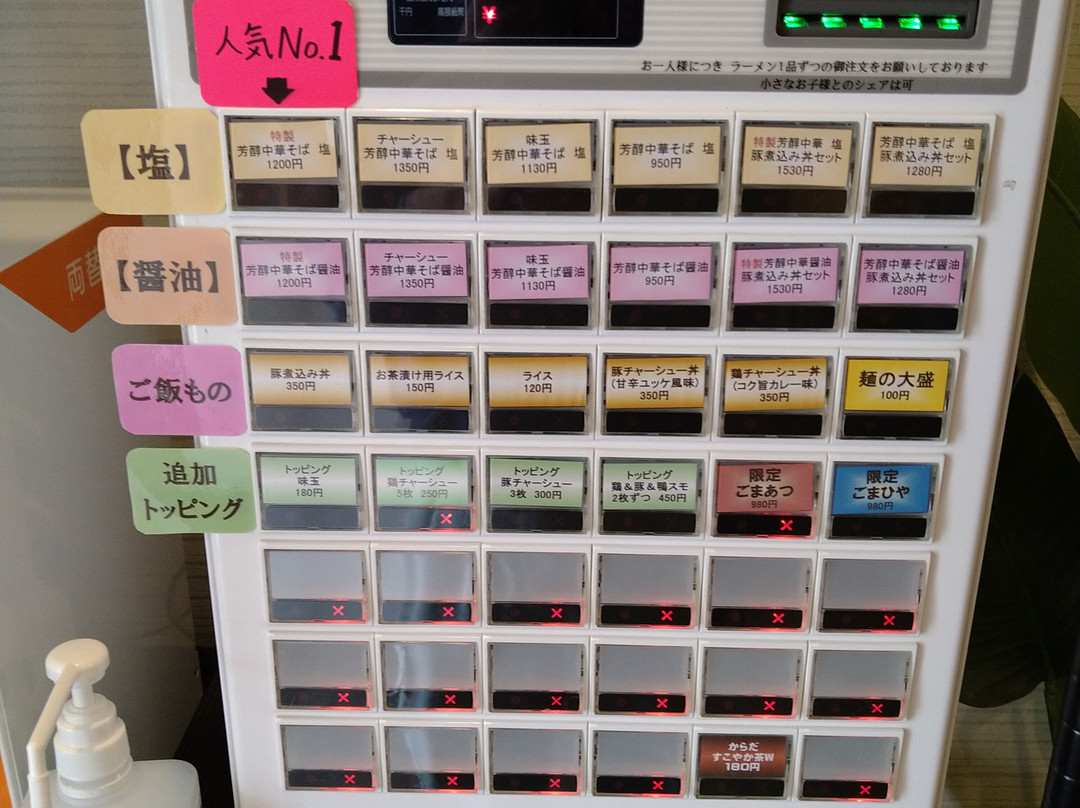 人気No.1
千円
高額紙幣
¥
お一人様につき ラーメン1品ずつの御注文をお願いしております
小さなお子様とのシェアは可
【塩】
特製
芳醇中華そば 塩
1200円
チャーシュー
芳醇中華そば 塩
1350円
味玉
芳醇中華そば 塩
1130円
芳醇中華そば 塩
950円
特製芳醇中華 塩
豚煮込み丼セット
1530円
芳醇中華そば 塩
豚煮込み丼セット
1280円
両替
【醤油】
特製
芳醇中華そば醤油
1200円
チャーシュー
芳醇中華そば醤油
1350円
味玉
芳醇中華そば醤油
1130円
芳醇中華そば醤油
950円
特製芳醇中華醤油
豚煮込み丼セット
1530円
芳醇中華そば醤油
豚煮込み丼セット
1280円
ご飯もの
豚煮込み丼
350円
お茶漬け用ライス
150円
ライス
120円
豚チャーシュー丼
(甘辛ユッケ風味)
350円
鶏チャーシュー丼
(コク旨カレー味)
350円
麺の大盛
100円
追加
トッピング
トッピング
味玉
180円
トッピング
鶏チャーシュー
5枚 250円
トッピング
豚チャーシュー
3枚 300円
トッピング
鶏&豚&鴨スモ
2枚ずつ 450円
限定
ごまあつ
980円
限定
ごまひや
980円
からだ
すこやか茶W
180円